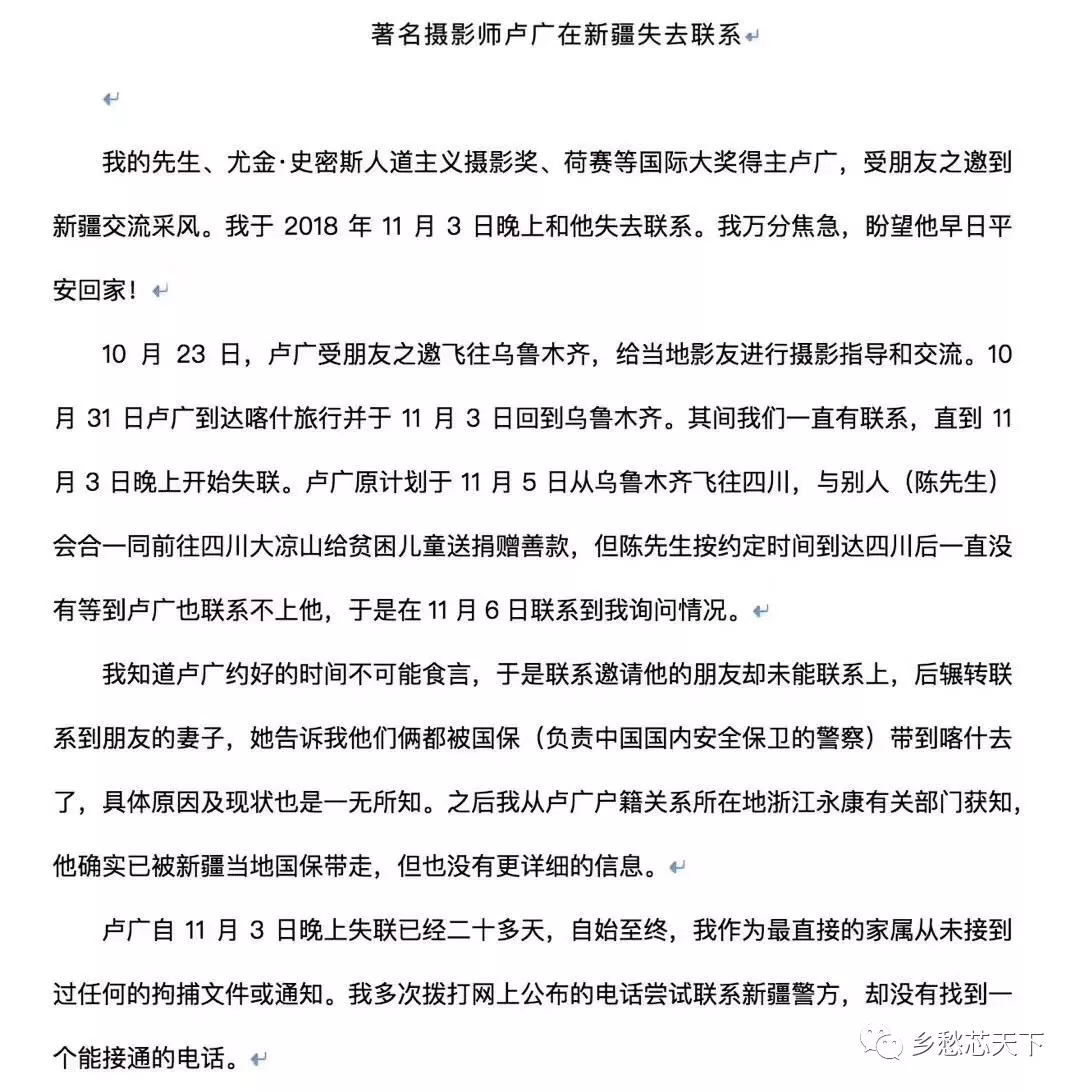 著名摄影师卢广在新疆失去联系
我的先生、尤金·史密斯人道主义摄影奖、荷赛等国际大奖得主卢广，受朋友之邀到
新疆交流采风。我于 2018 年 11 月 3 日晚上和他失去联系。我万分焦急，盼望他早日平
安回家！
10 月 23 日，卢广受朋友之邀飞往乌鲁木齐，给当地影友进行摄影指导和交流。10
月 31 日卢广到达喀什旅行并于 11 月 3 日回到乌鲁木齐。其间我们一直有联系，直到 11
月 3 日晚上开始失联。卢广原计划于 11 月 5 日从乌鲁木齐飞往四川，与别人（陈先生）
会合一同前往四川大凉山给贫困儿童送捐赠善款，但陈先生按约定时间到达四川后一直没
有等到卢广也联系不上他，于是在 11 月 6 日联系到我询问情况。
我知道卢广约好的时间不可能食言，于是联系邀请他的朋友却未能联系上，后辗转联
系到朋友的妻子，她告诉我他们俩都被国保（负责中国国内安全保卫的警察）带到喀什去
了，具体原因及现状也是一无所知。之后我从卢广户籍关系所在地浙江永康有关部门获知，
他确实已被新疆当地国保带走，但也没有更详细的信息。
卢广自 11 月 3 日晚上失联已经二十多天，自始至终，我作为最直接的家属从未接到
过任何的拘捕文件或通知。我多次拨打网上公布的电话尝试联系新疆警方，却没有找到一
个能接通的电话。
乡愁芯天下